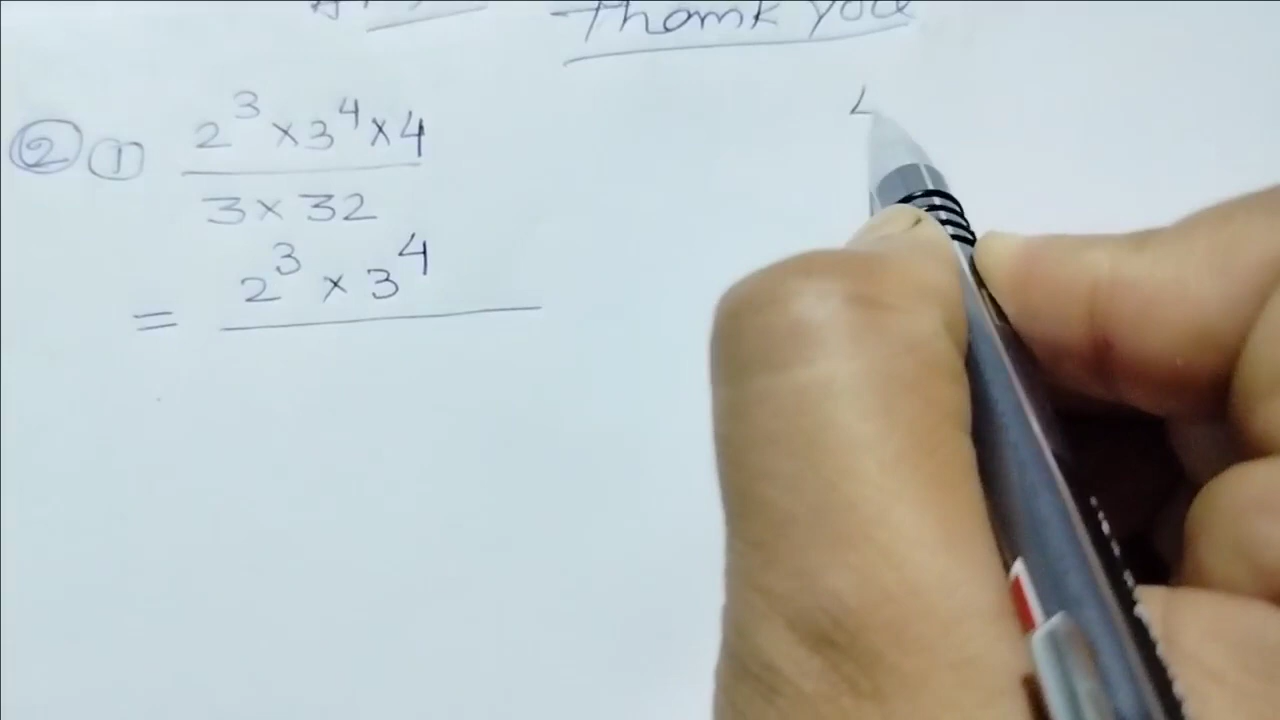 Thank you
② ① 2³ × 3⁴ × 4
3 × 32
2³ × 3⁴
=